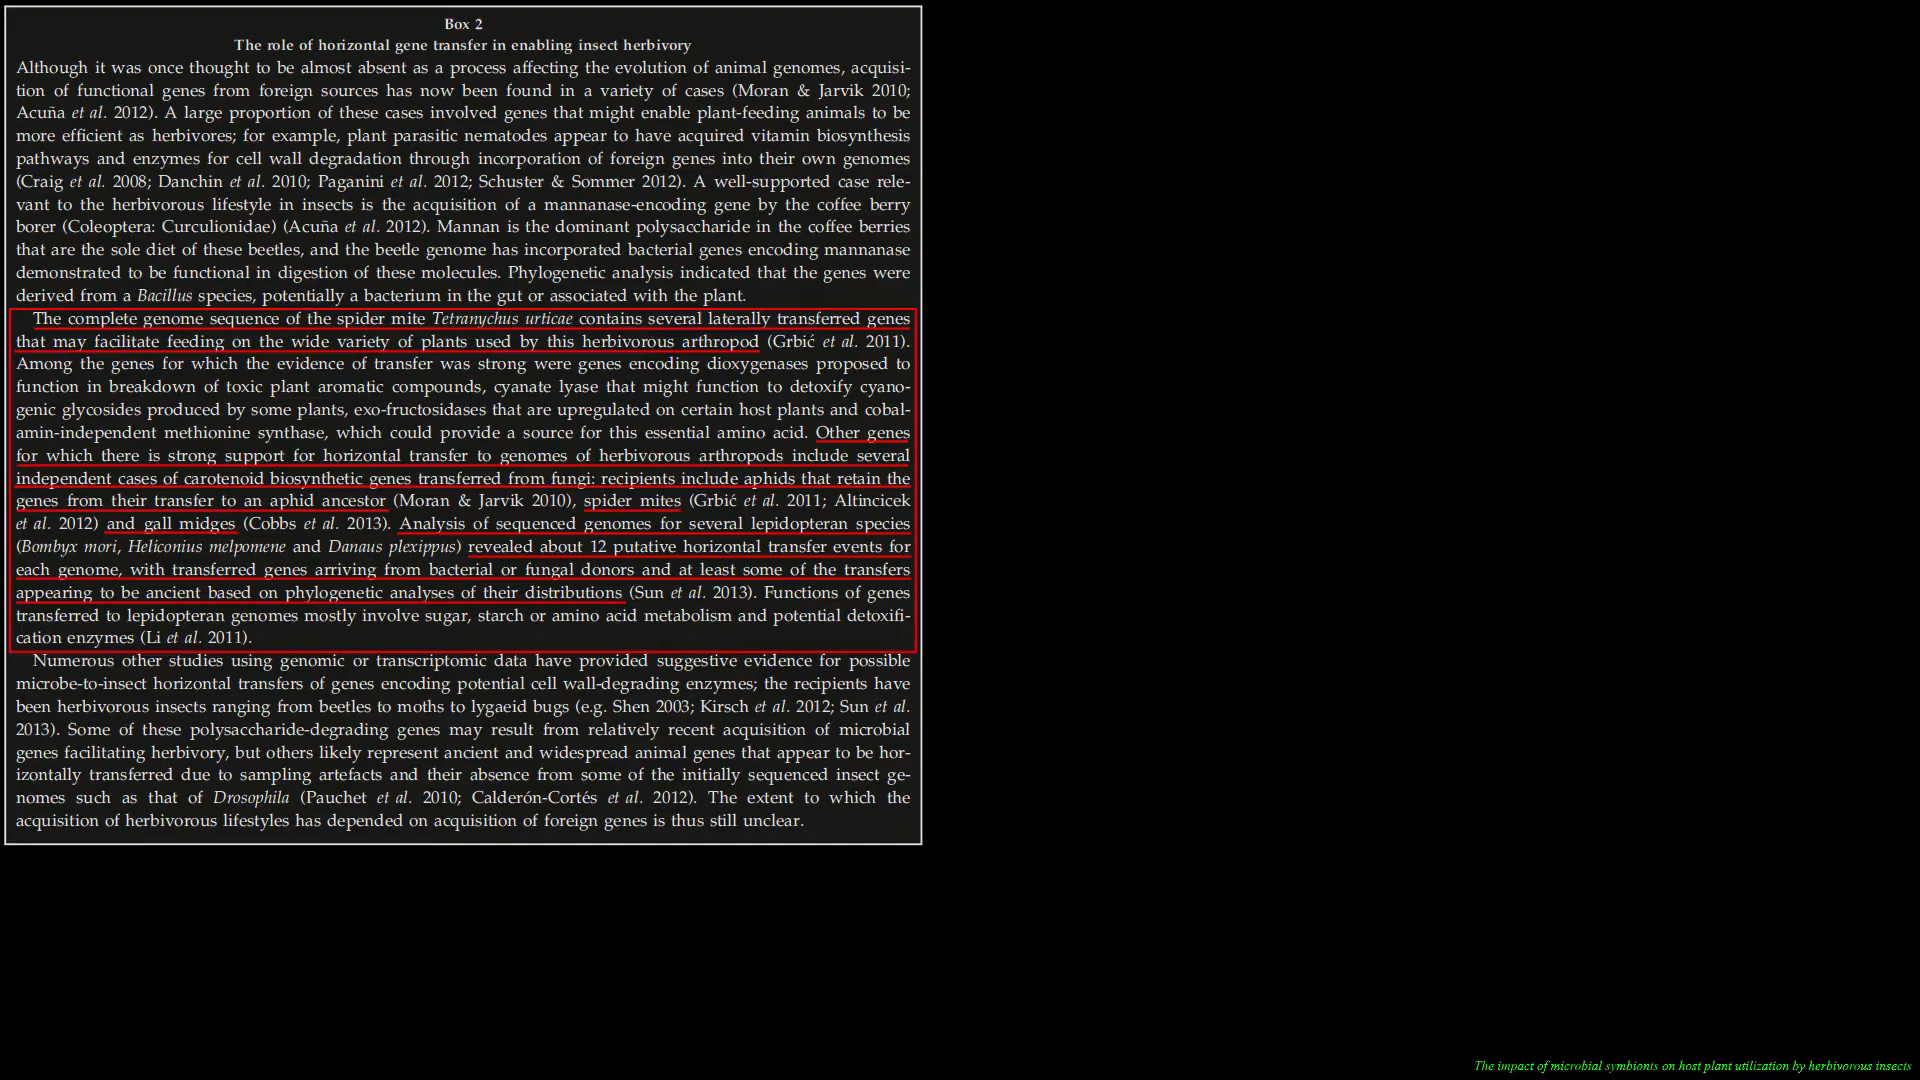 Box 2
The role of horizontal gene transfer in enabling insect herbivory
Although it was once thought to be almost absent as a process affecting the evolution of animal genomes, acquisi-
tion of functional genes from foreign sources has now been found in a variety of cases (Moran & Jarvik 2010;
Acuña et al. 2012). A large proportion of these cases involved genes that might enable plant-feeding animals to be
more efficient as herbivores; for example, plant parasitic nematodes appear to have acquired vitamin biosynthesis
pathways and enzymes for cell wall degradation through incorporation of foreign genes into their own genomes
(Craig et al. 2008; Danchin et al. 2010; Paganini et al. 2012; Schuster & Sommer 2012). A well-supported case rele-
vant to the herbivorous lifestyle in insects is the acquisition of a mannanase-encoding gene by the coffee berry
borer (Coleoptera: Curculionidae) (Acuña et al. 2012). Mannan is the dominant polysaccharide in the coffee berries
that are the sole diet of these beetles, and the beetle genome has incorporated bacterial genes encoding mannanase
demonstrated to be functional in digestion of these molecules. Phylogenetic analysis indicated that the genes were
derived from a Bacillus species, potentially a bacterium in the gut or associated with the plant.
The complete genome sequence of the spider mite Tetranychus urticae contains several laterally transferred genes
that may facilitate feeding on the wide variety of plants used by this herbivorous arthropod (Grbić et al. 2011).
Among the genes for which the evidence of transfer was strong were genes encoding dioxygenases proposed to
function in breakdown of toxic plant aromatic compounds, cyanate lyase that might function to detoxify cyano-
genic glycosides produced by some plants, exo-fructosidases that are upregulated on certain host plants and cobal-
amin-independent methionine synthase, which could provide a source for this essential amino acid. Other genes
for which there is strong support for horizontal transfer to genomes of herbivorous arthropods include several
independent cases of carotenoid biosynthetic genes transferred from fungi: recipients include aphids that retain the
genes from their transfer to an aphid ancestor (Moran & Jarvik 2010), spider mites (Grbić et al. 2011; Altincicek
et al. 2012) and gall midges (Cobbs et al. 2013). Analysis of sequenced genomes for several lepidopteran species
(Bombyx mori, Heliconius melpomene and Danaus plexippus) revealed about 12 putative horizontal transfer events for
each genome, with transferred genes arriving from bacterial or fungal donors and at least some of the transfers
appearing to be ancient based on phylogenetic analyses of their distributions (Sun et al. 2013). Functions of genes
transferred to lepidopteran genomes mostly involve sugar, starch or amino acid metabolism and potential detoxifi-
cation enzymes (Li et al. 2011).
Numerous other studies using genomic or transcriptomic data have provided suggestive evidence for possible
microbe-to-insect horizontal transfers of genes encoding potential cell wall-degrading enzymes; the recipients have
been herbivorous insects ranging from beetles to moths to lygaeid bugs (e.g. Shen 2003; Kirsch et al. 2012; Sun et al.
2013). Some of these polysaccharide-degrading genes may result from relatively recent acquisition of microbial
genes facilitating herbivory, but others likely represent ancient and widespread animal genes that appear to be hor-
izontally transferred due to sampling artefacts and their absence from some of the initially sequenced insect ge-
nomes such as that of Drosophila (Pauchet et al. 2010; Calderón-Cortés et al. 2012). The extent to which the
acquisition of herbivorous lifestyles has depended on acquisition of foreign genes is thus still unclear.
The impact of microbial symbionts on host plant utilization by herbivorous insects